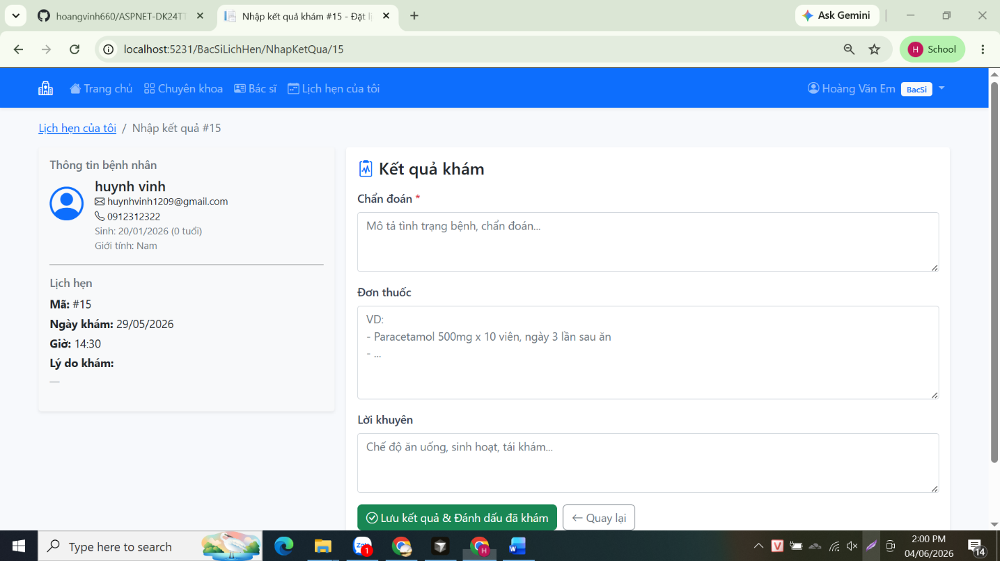 hoangvinh660/ASPNET-DK24TT
Nhập kết quả khám #15 - Đặt lị
Ask Gemini
localhost:5231/BacSiLichHen/NhapKetQua/15
H School
Trang chủ Chuyên khoa Bác sĩ Lịch hẹn của tôi Hoàng Văn Em BacSi
Lịch hẹn của tôi / Nhập kết quả #15
Thông tin bệnh nhân
huynh vinh
huynhvinh1209@gmail.com
0912312322
Sinh: 20/01/2026 (0 tuổi)
Giới tính: Nam
Lịch hẹn
Mã: #15
Ngày khám: 29/05/2026
Giờ: 14:30
Lý do khám:
—
Kết quả khám
Chẩn đoán *
Mô tả tình trạng bệnh, chẩn đoán...
Đơn thuốc
VD:
- Paracetamol 500mg x 10 viên, ngày 3 lần sau ăn
- ...
Lời khuyên
Chế độ ăn uống, sinh hoạt, tái khám...
Lưu kết quả & Đánh dấu đã khám
← Quay lại
Type here to search
Zalo
1
H
W
V
2:00 PM
04/06/2026
14